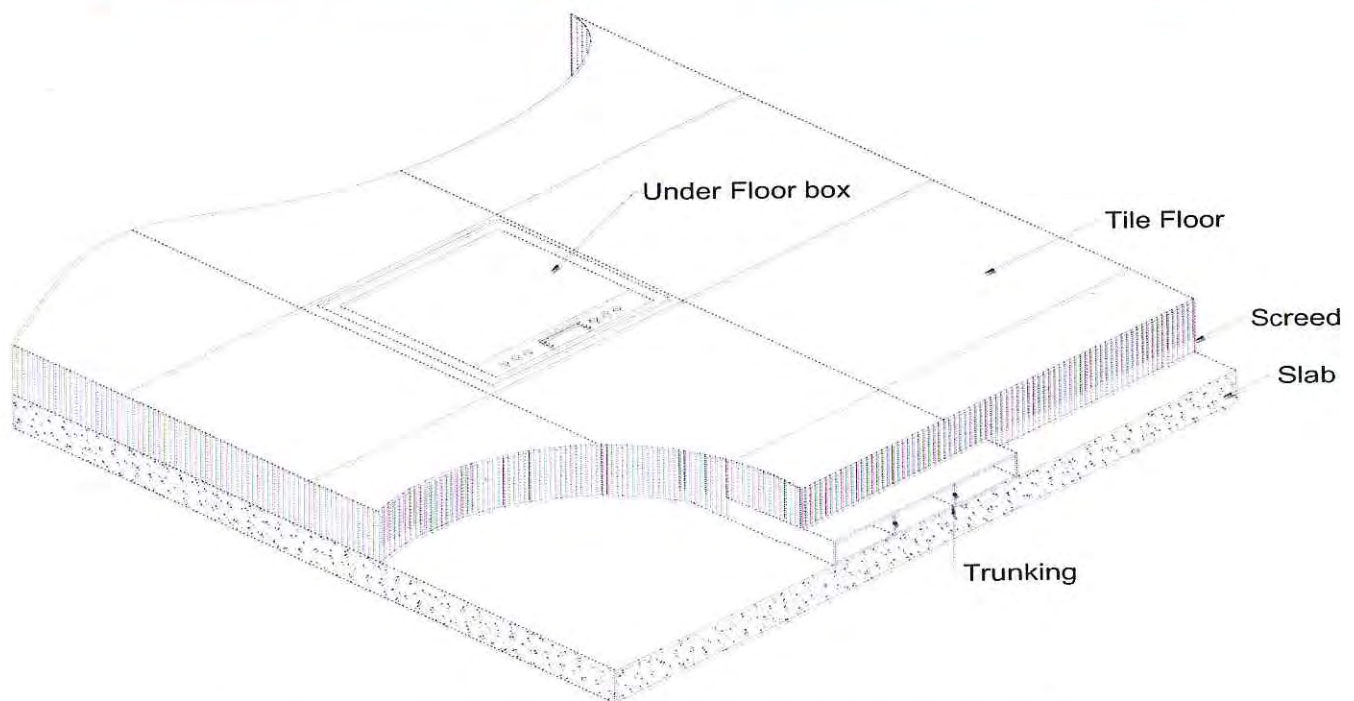 Under Floor box
Tile Floor
Screed
Slab
Trunking